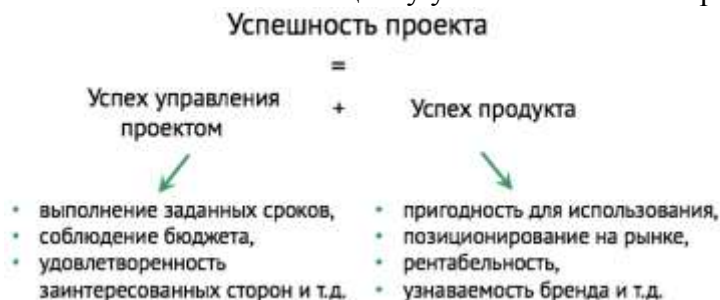 Успешность проекта
=
Успех управления проектом
+
Успех продукта
• выполнение заданных сроков,
• соблюдение бюджета,
• удовлетворенность
заинтересованных сторон и т.д.
• пригодность для использования,
• позиционирование на рынке,
• рентабельность,
• узнаваемость бренда и т.д.